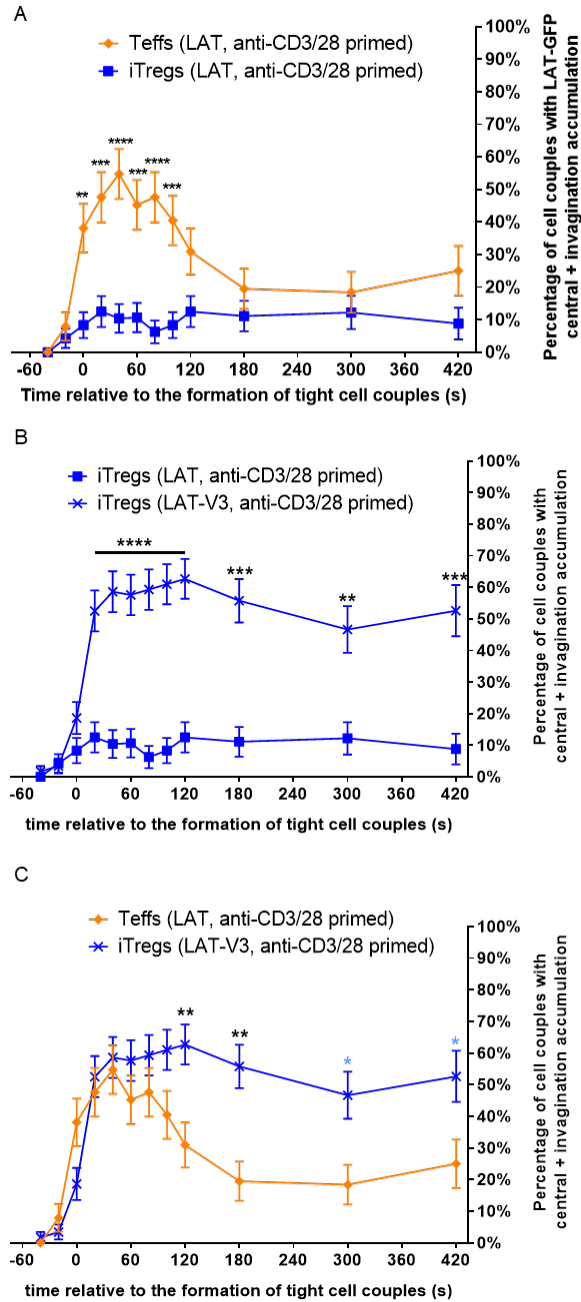 A
Teffs (LAT, anti-CD3/28 primed)
iTregs (LAT, anti-CD3/28 primed)
** *** **** *** **** ***
100%
90%
80%
70%
60%
50%
40%
30%
20%
10%
0%
Percentage of cell couples with LAT-GFP
central + invagination accumulation
-60 0 60 120 180 240 300 360 420
Time relative to the formation of tight cell couples (s)
B
iTregs (LAT, anti-CD3/28 primed)
iTregs (LAT-V3, anti-CD3/28 primed)
**** *** ** ***
100%
90%
80%
70%
60%
50%
40%
30%
20%
10%
0%
Percentage of cell couples with
central + invagination accumulation
-60 0 60 120 180 240 300 360 420
time relative to the formation of tight cell couples (s)
C
Teffs (LAT, anti-CD3/28 primed)
iTregs (LAT-V3, anti-CD3/28 primed)
** ** * *
100%
90%
80%
70%
60%
50%
40%
30%
20%
10%
0%
Percentage of cell couples with
central + invagination accumulation
-60 0 60 120 180 240 300 360 420
time relative to the formation of tight cell couples (s)